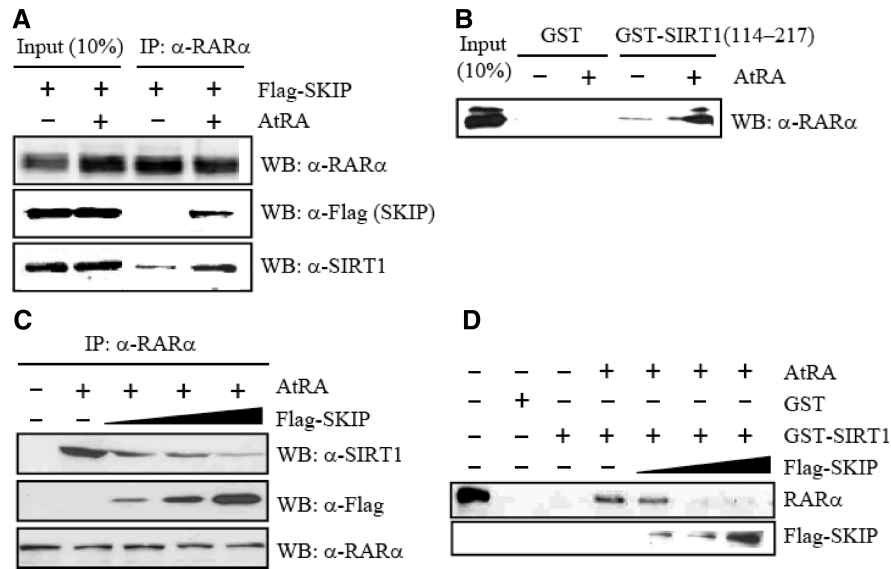 A
Input (10%) IP: α-RARα
+ + + + Flag-SKIP
− + − + AtRA
WB: α-RARα
WB: α-Flag (SKIP)
WB: α-SIRT1
B
Input (10%) GST GST-SIRT1(114–217)
− + − + AtRA
WB: α-RARα
C
IP: α-RARα
− + + + + AtRA
− − Flag-SKIP
WB: α-SIRT1
WB: α-Flag
WB: α-RARα
D
− − − + + + + AtRA
− + − − − − − GST
− − + + + + + GST-SIRT1
− − − − Flag-SKIP
RARα
Flag-SKIP